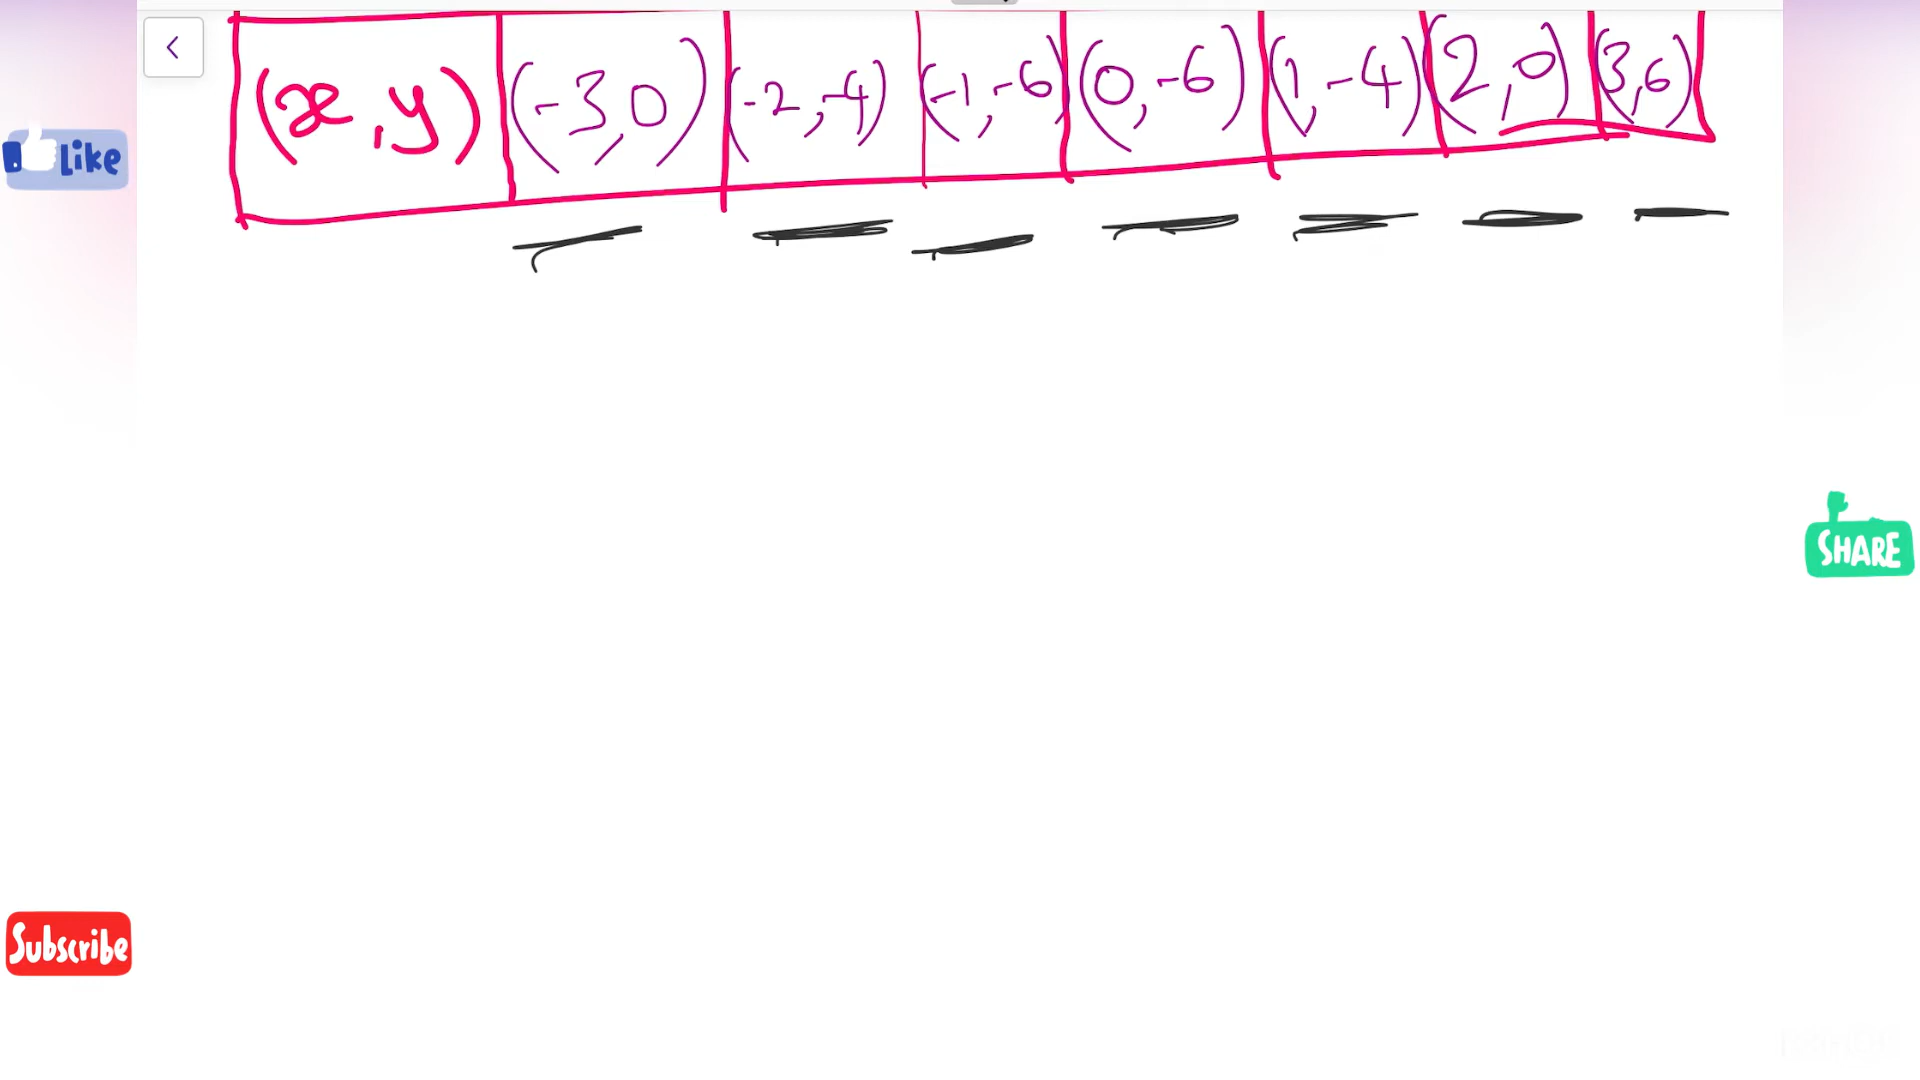 (x,y) (-3,0) (-2,-4) (-1,-6) (0,-6) (1,-4) (2,0) (3,6)
Like
SHARE
Subscribe